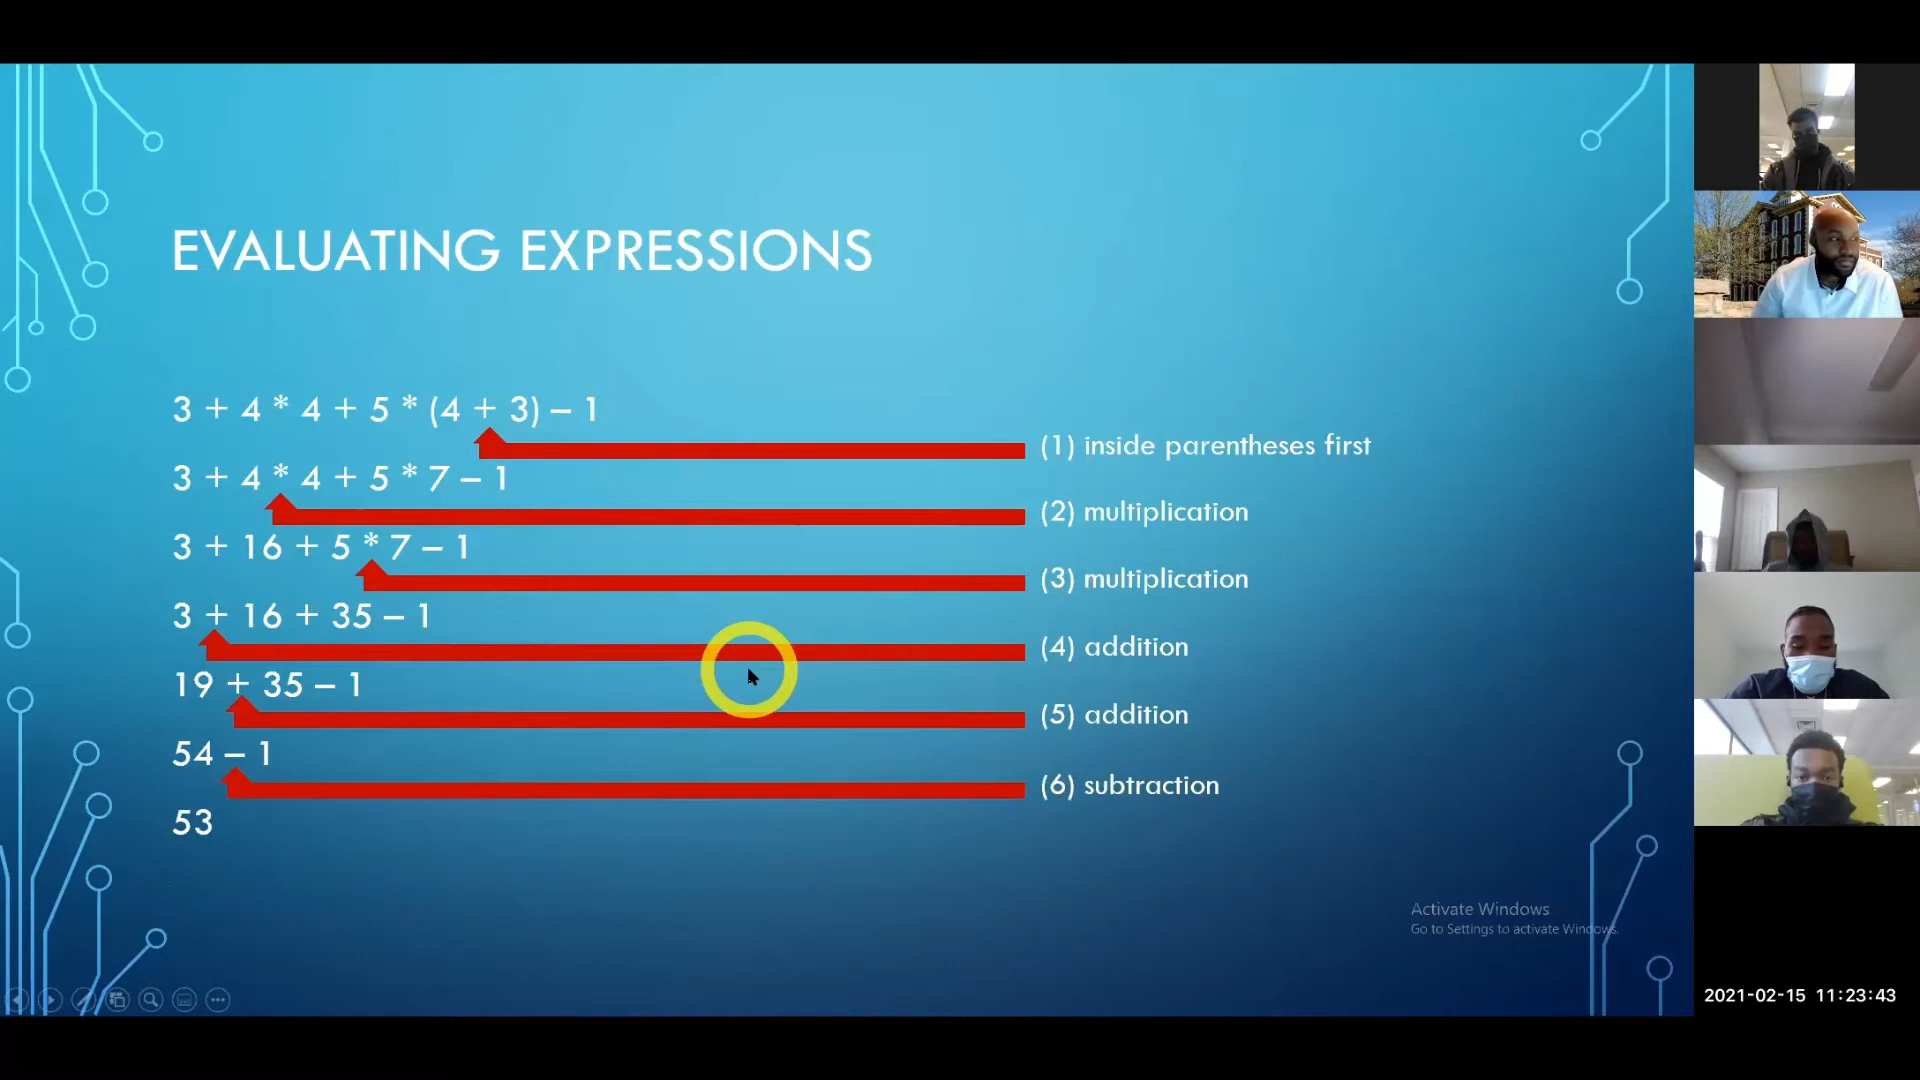 EVALUATING EXPRESSIONS
3 + 4 * 4 + 5 * (4 + 3) – 1
(1) inside parentheses first
3 + 4 * 4 + 5 * 7 – 1
(2) multiplication
3 + 16 + 5 * 7 – 1
(3) multiplication
3 + 16 + 35 – 1
(4) addition
19 + 35 – 1
(5) addition
54 – 1
(6) subtraction
53
Activate Windows
Go to Settings to activate Windows.
2021-02-15 11:23:43